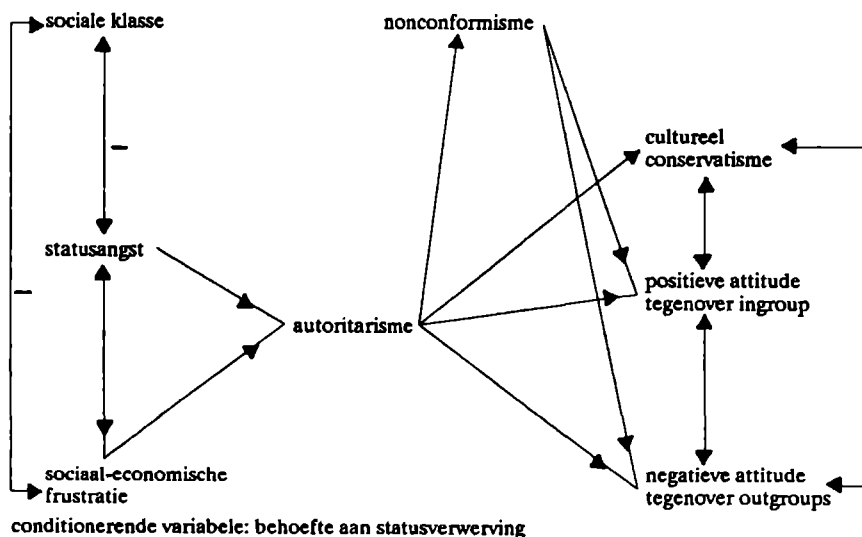 sociale klasse
nonconformisme
cultureel
conservatisme
statusangst
positieve attitude
tegenover ingroup
autoritarisme
sociaal-economische
frustratie
negatieve attitude
tegenover outgroups
conditionerende variabele: behoefte aan statusverwerving